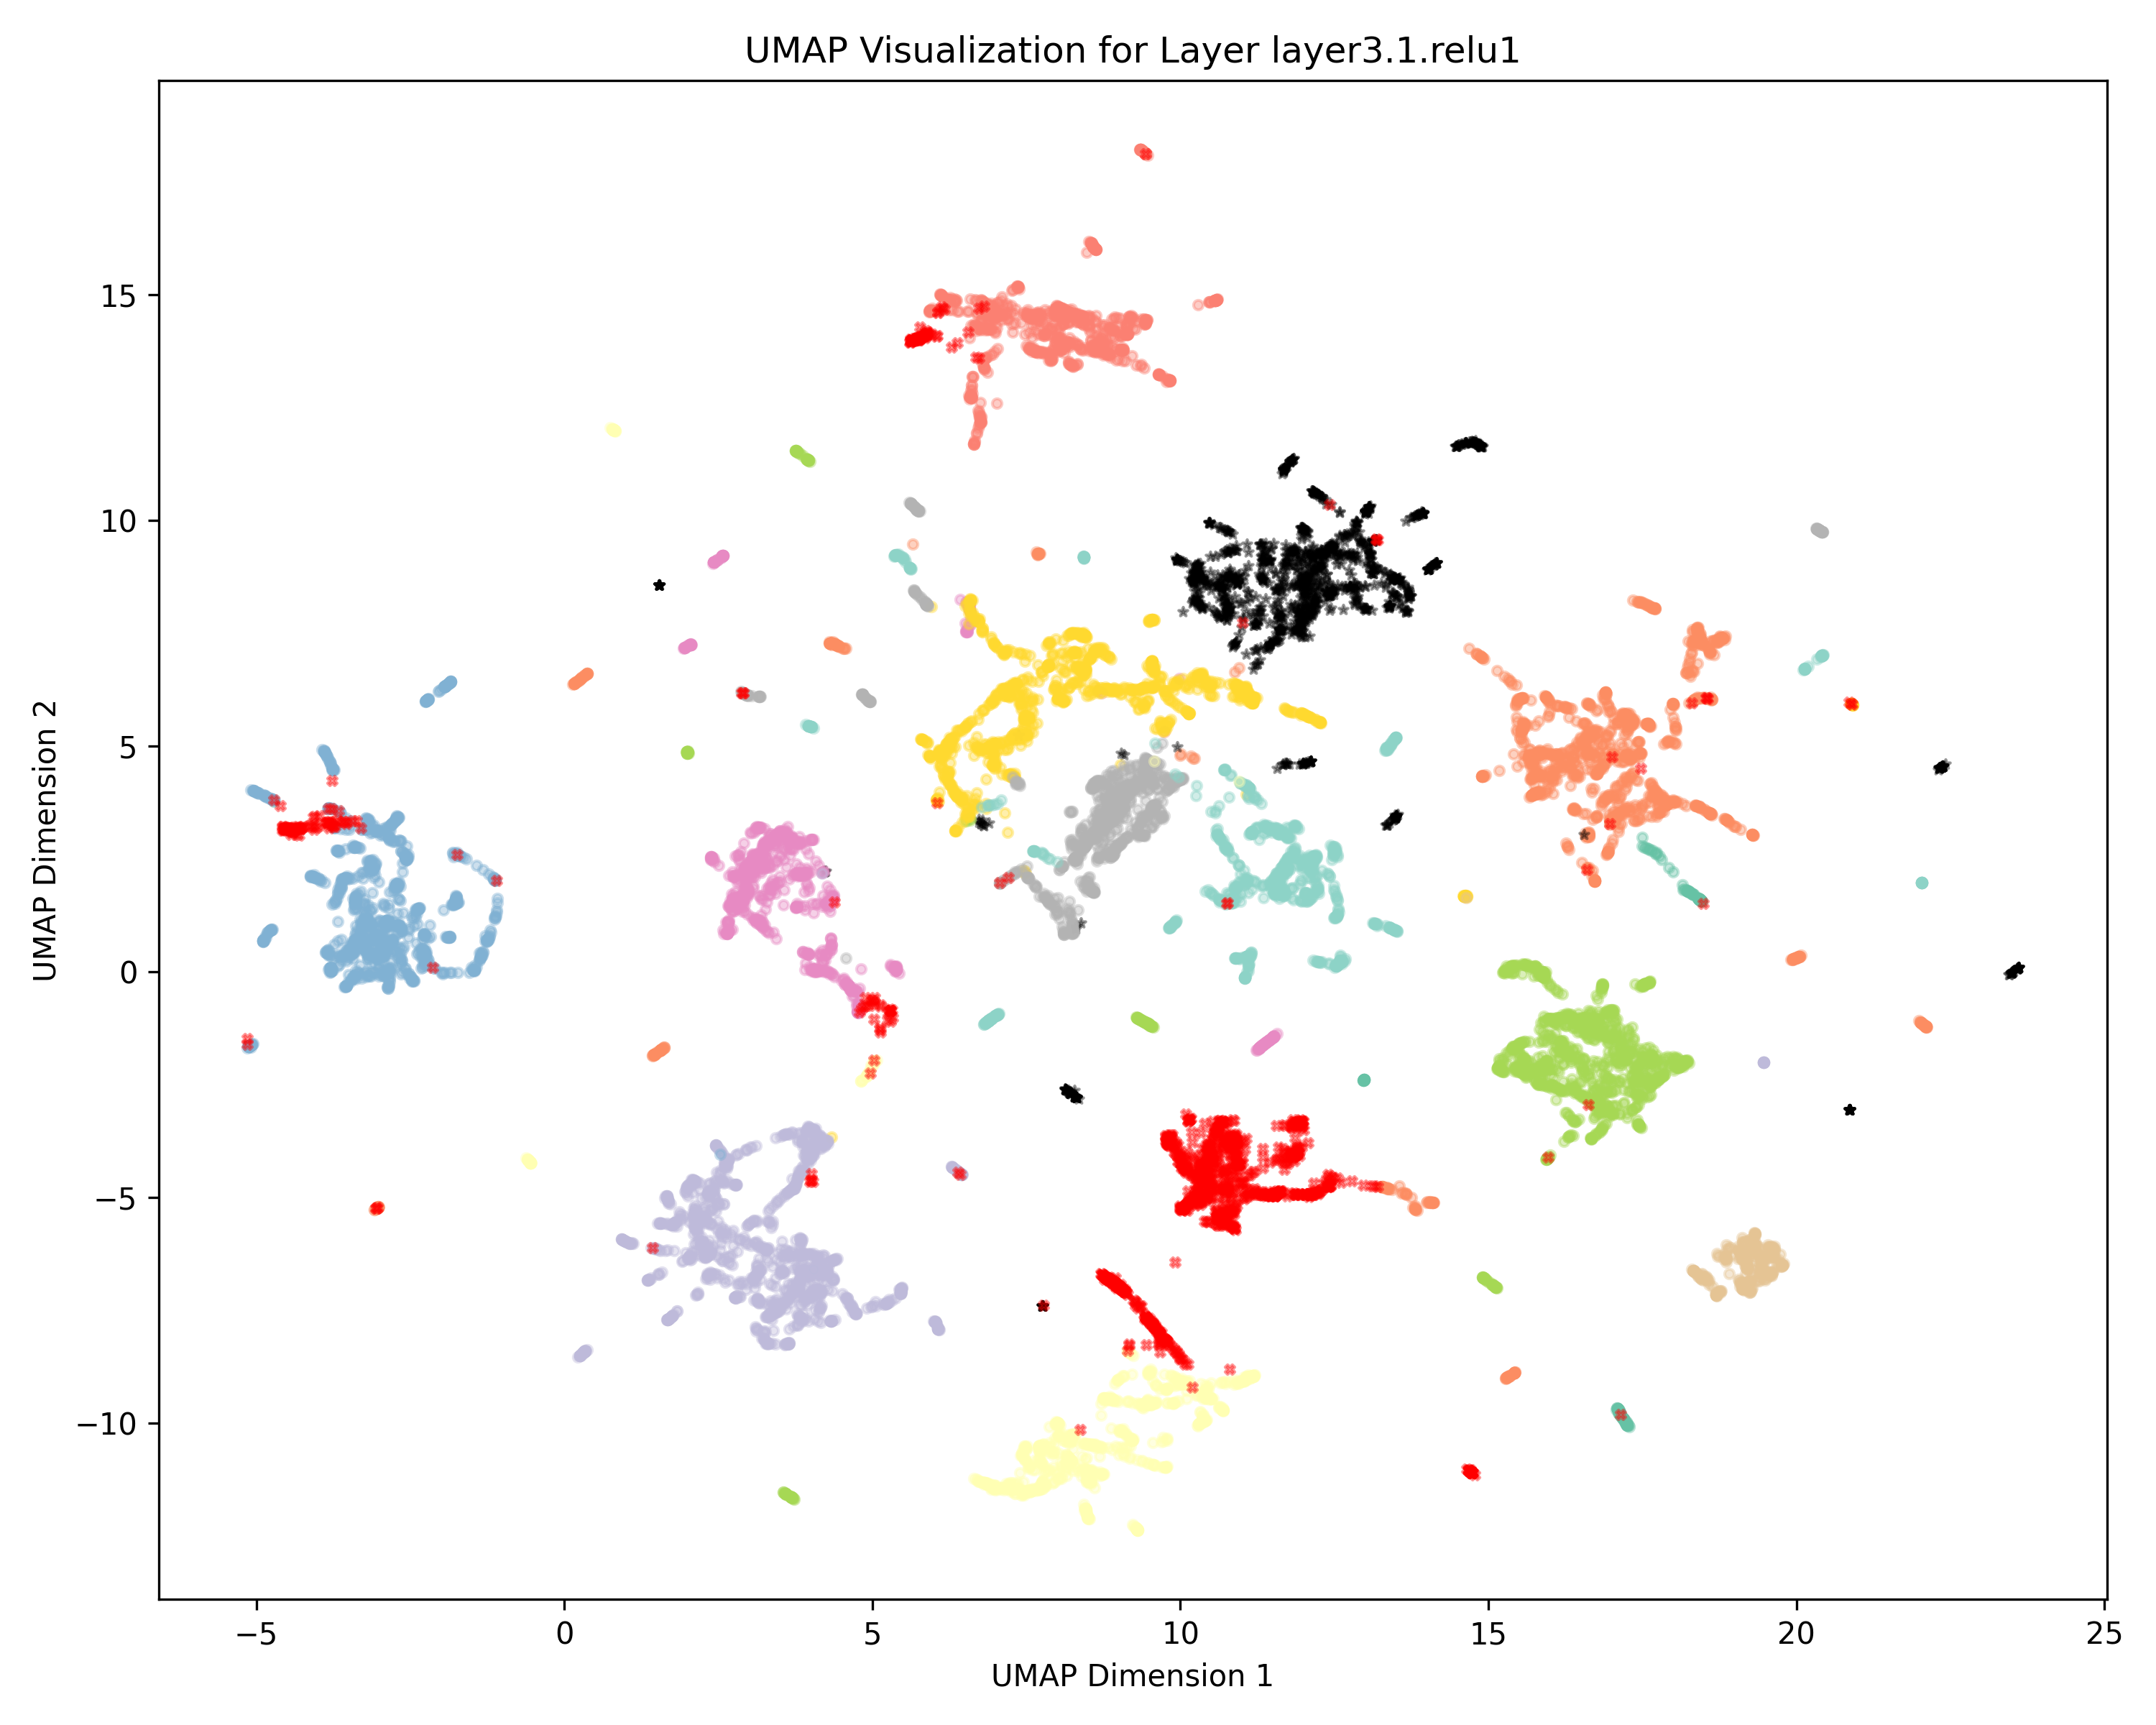 UMAP Visualization for Layer layer3.1.relu1
UMAP Dimension 2
15
10
5
0
−5
−10
−5 0 5 10 15 20 25
UMAP Dimension 1